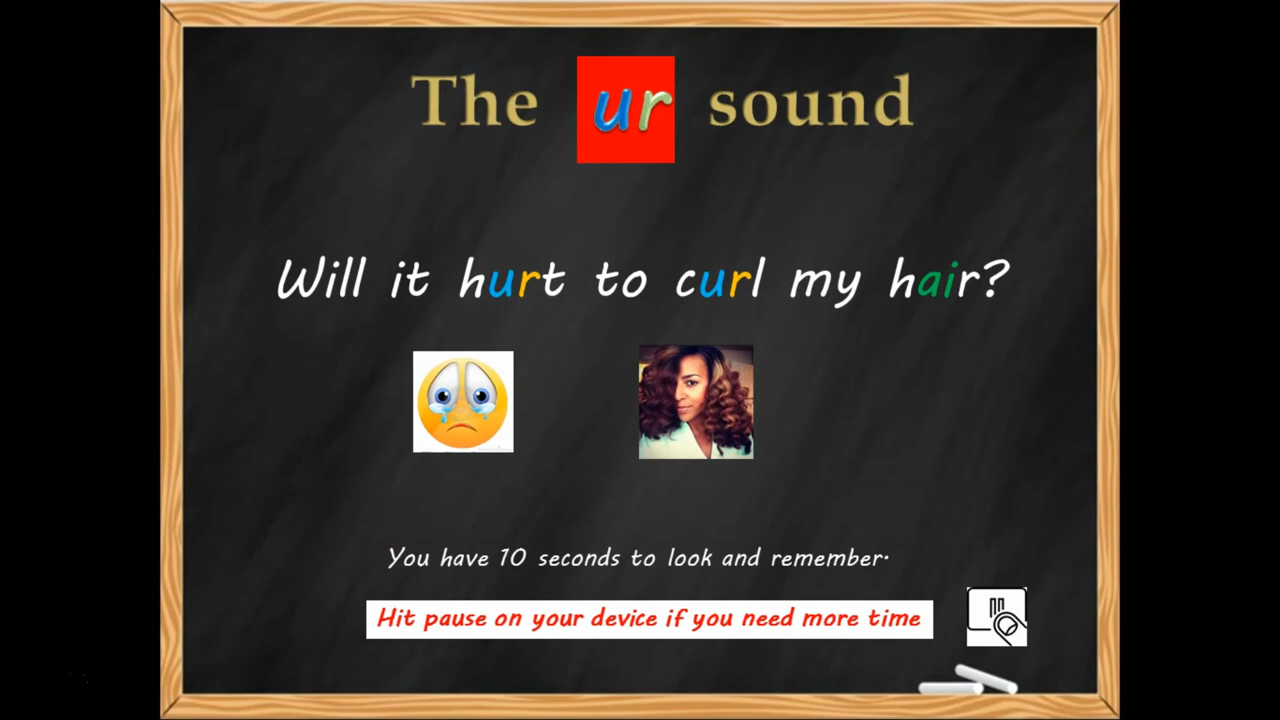 The ur sound
Will it hurt to curl my hair?
You have 10 seconds to look and remember.
Hit pause on your device if you need more time